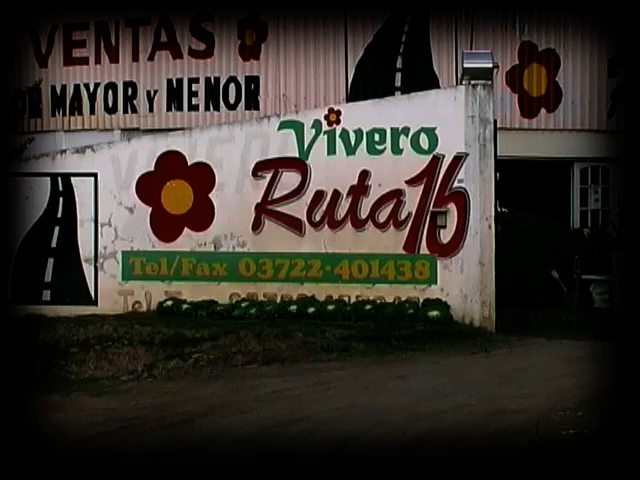 VENTAS
MAYOR Y MENOR
Vivero
Ruta 16
Tel/Fax 03722-401438